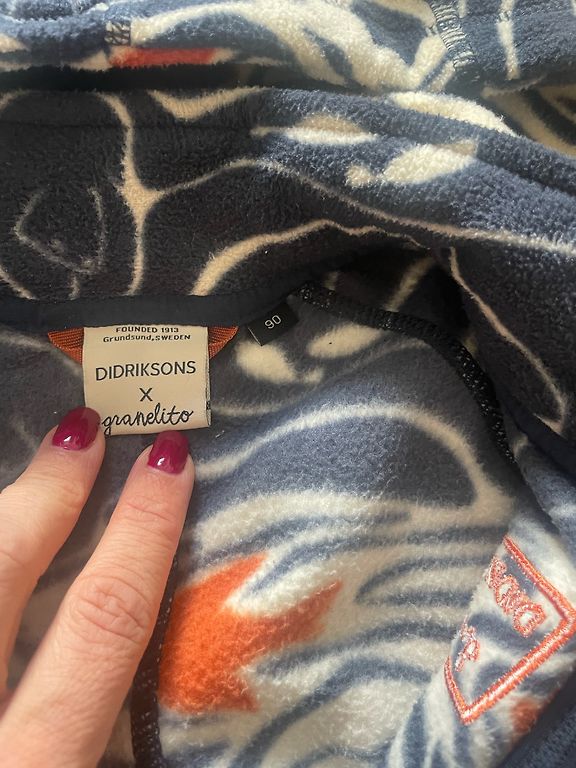 FOUNDED 1913
Grundsund, SWEDEN
DIDRIKSONS
X
granelito
90